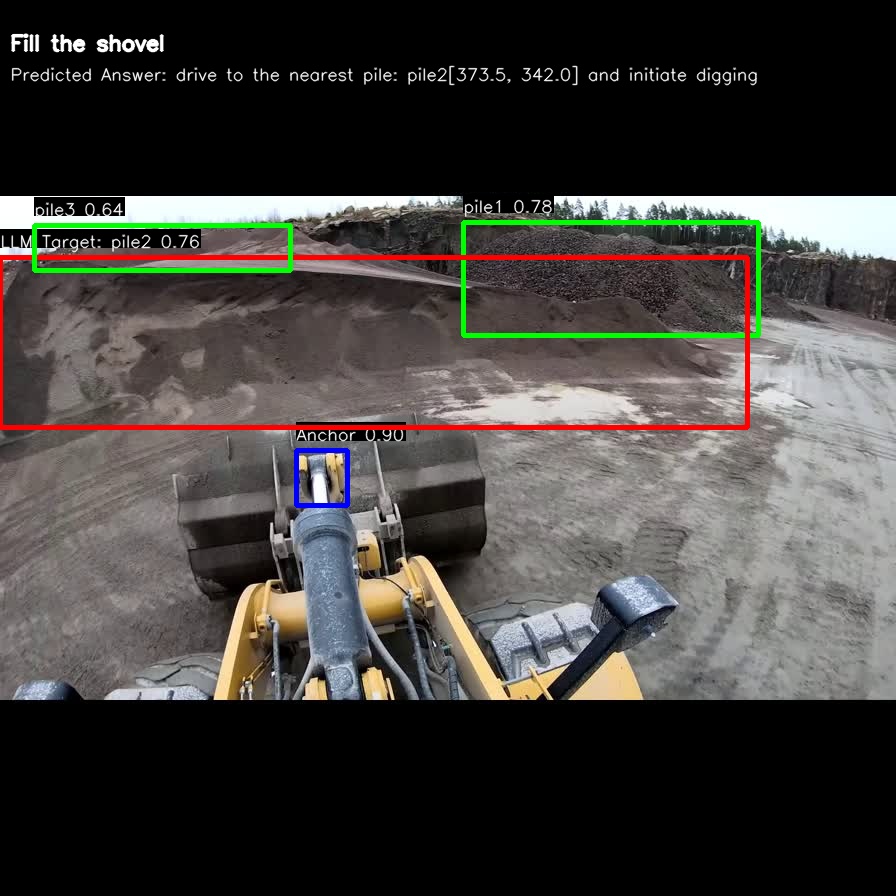 Fill the shovel
Predicted Answer: drive to the nearest pile: pile2[373.5, 342.0] and initiate digging
pile3 0.64
pile1 0.78
LLM Target: pile2 0.76
Anchor 0.90